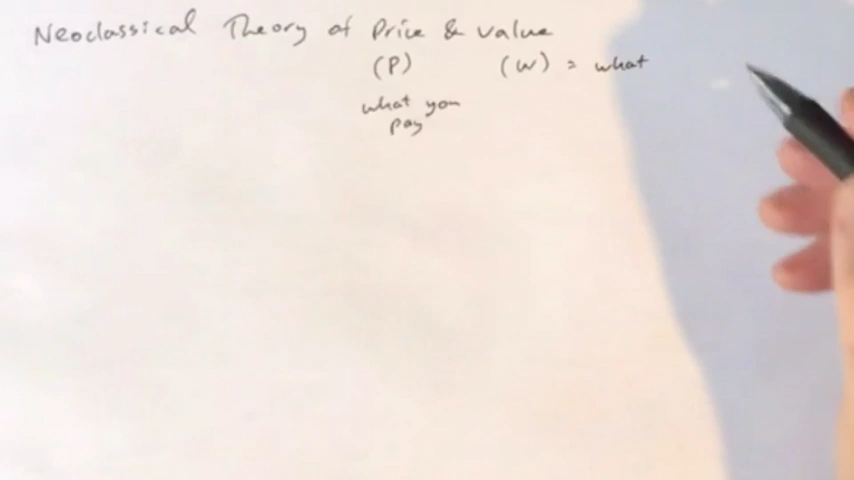 Neoclassical Theory of Price & value
(P) (W) = what
what you
pay